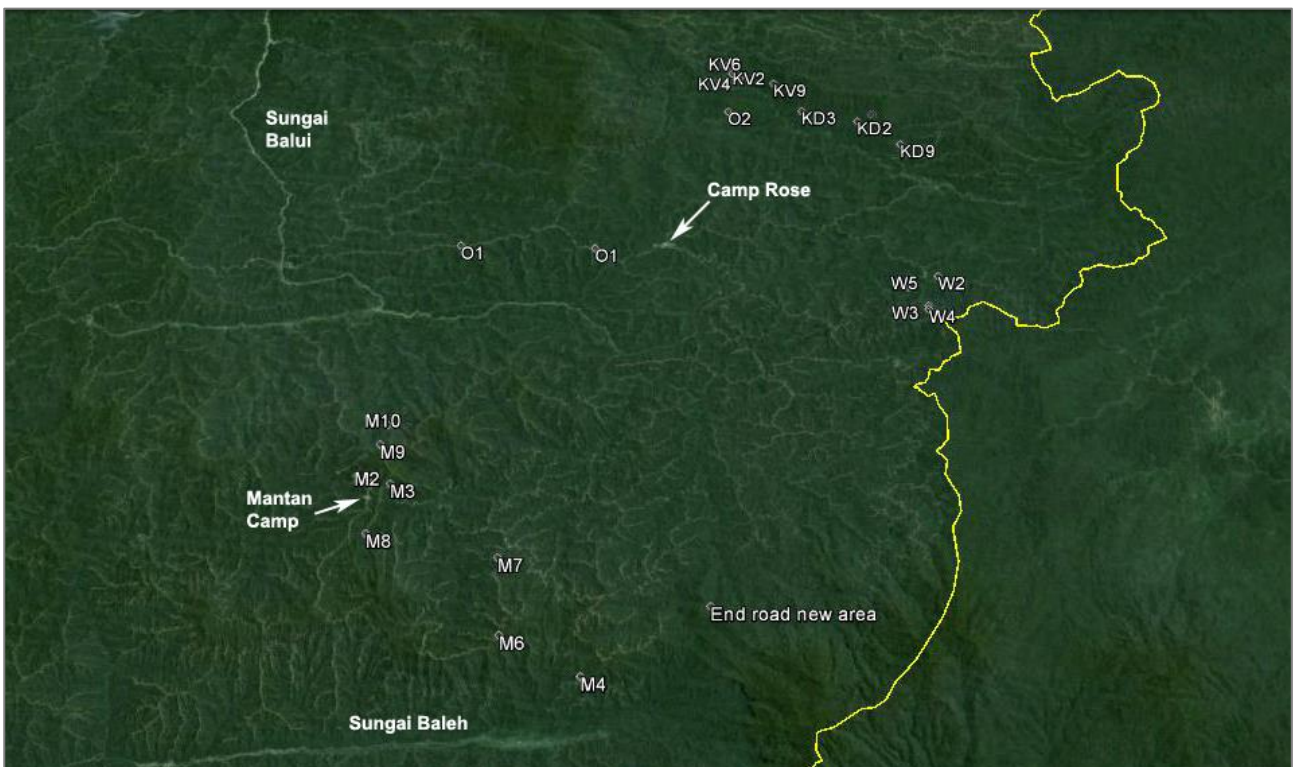 KV6
KV4 KV2
KV9
Sungai
Balui
O2
KD3
KD2
KD9
Camp Rose
O1
O1
W5
W2
W3
W4
M10
M9
M2
M3
Mantan
Camp
M8
M7
End road new area
M6
M4
Sungai Baleh